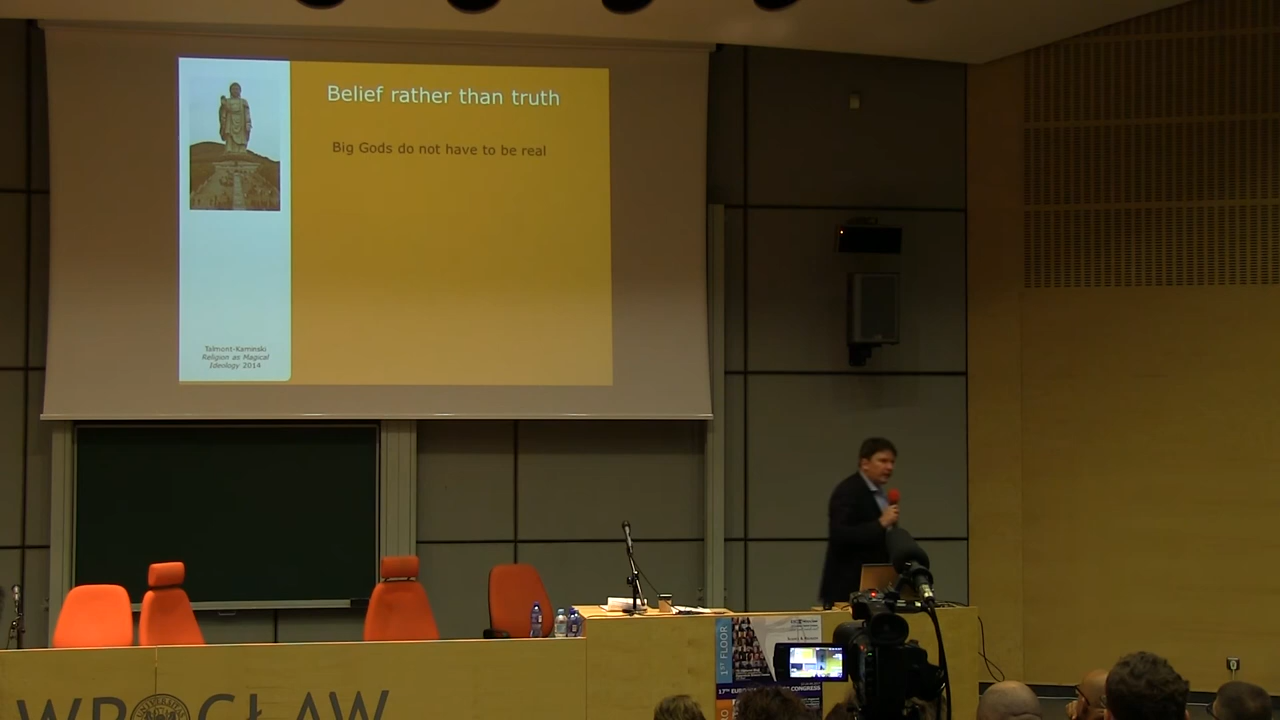 Belief rather than truth
Big Gods do not have to be real
Talmont-Kaminski
Religion as Magical
Ideology 2014
1ST FLOOR
CONGRESS
WROCŁAW